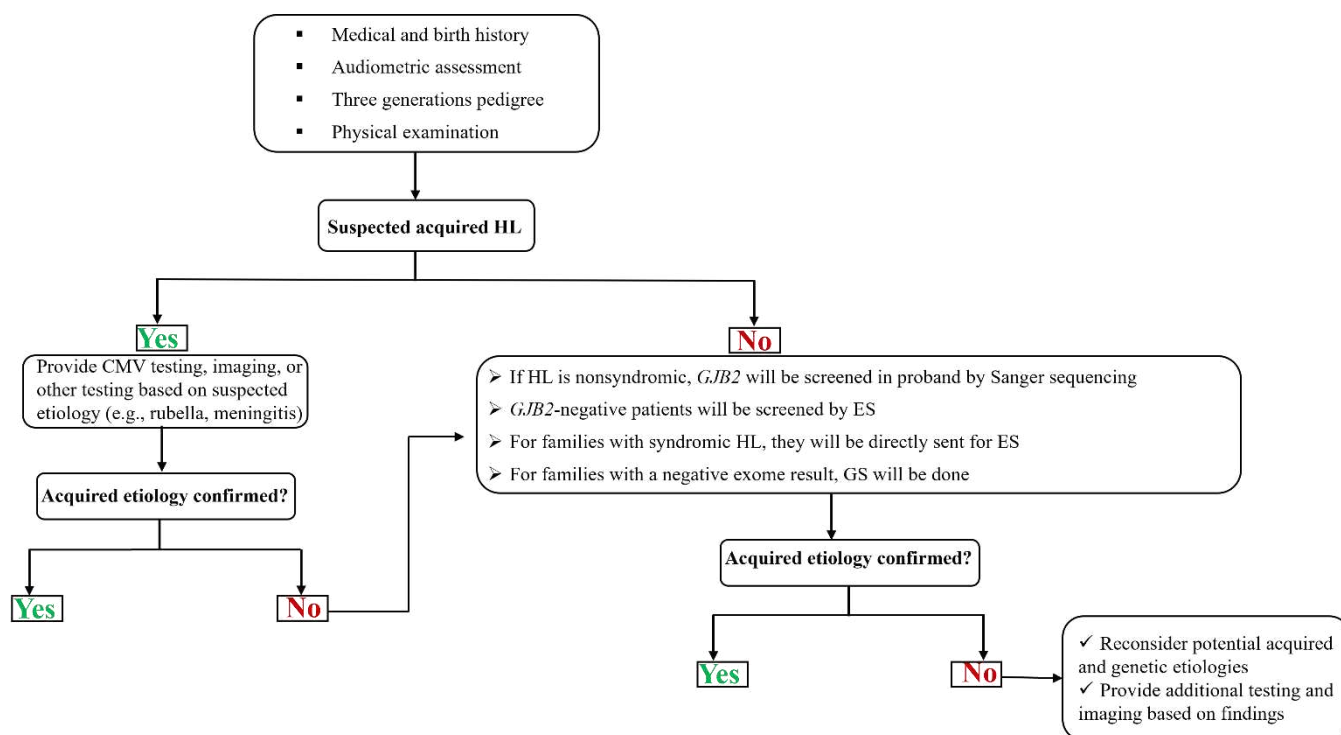 ▪ Medical and birth history
▪ Audiometric assessment
▪ Three generations pedigree
▪ Physical examination
Suspected acquired HL
Yes
No
Provide CMV testing, imaging, or
other testing based on suspected
etiology (e.g., rubella, meningitis)
➢ If HL is nonsyndromic, GJB2 will be screened in proband by Sanger sequencing
➢ GJB2-negative patients will be screened by ES
➢ For families with syndromic HL, they will be directly sent for ES
➢ For families with a negative exome result, GS will be done
Acquired etiology confirmed?
Yes
No
Acquired etiology confirmed?
Yes
No
✓ Reconsider potential acquired
and genetic etiologies
✓ Provide additional testing and
imaging based on findings